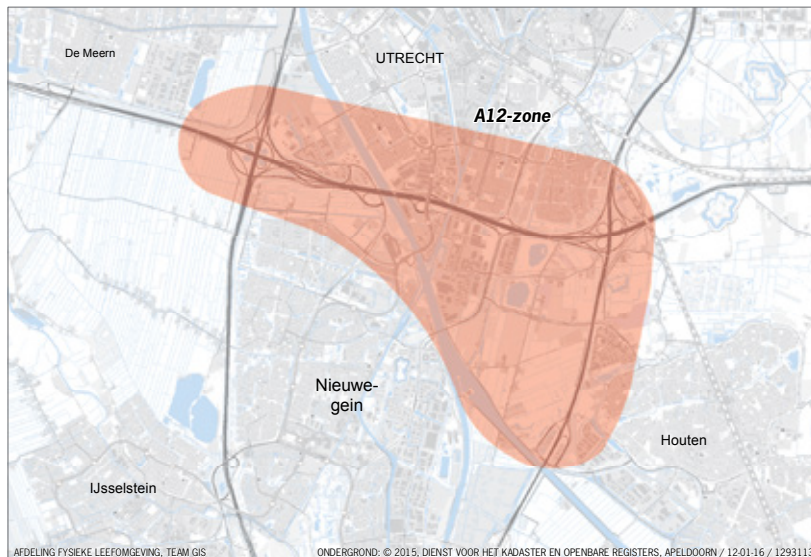 De Meern
UTRECHT
A12-zone
Nieuwe-
gein
Houten
IJsselstein
AFDELING FYSIEKE LEEFOMGEVING, TEAM GIS
ONDERGROND: © 2015, DIENST VOOR HET KADASTER EN OPENBARE REGISTERS, APELDOORN / 12-01-16 /